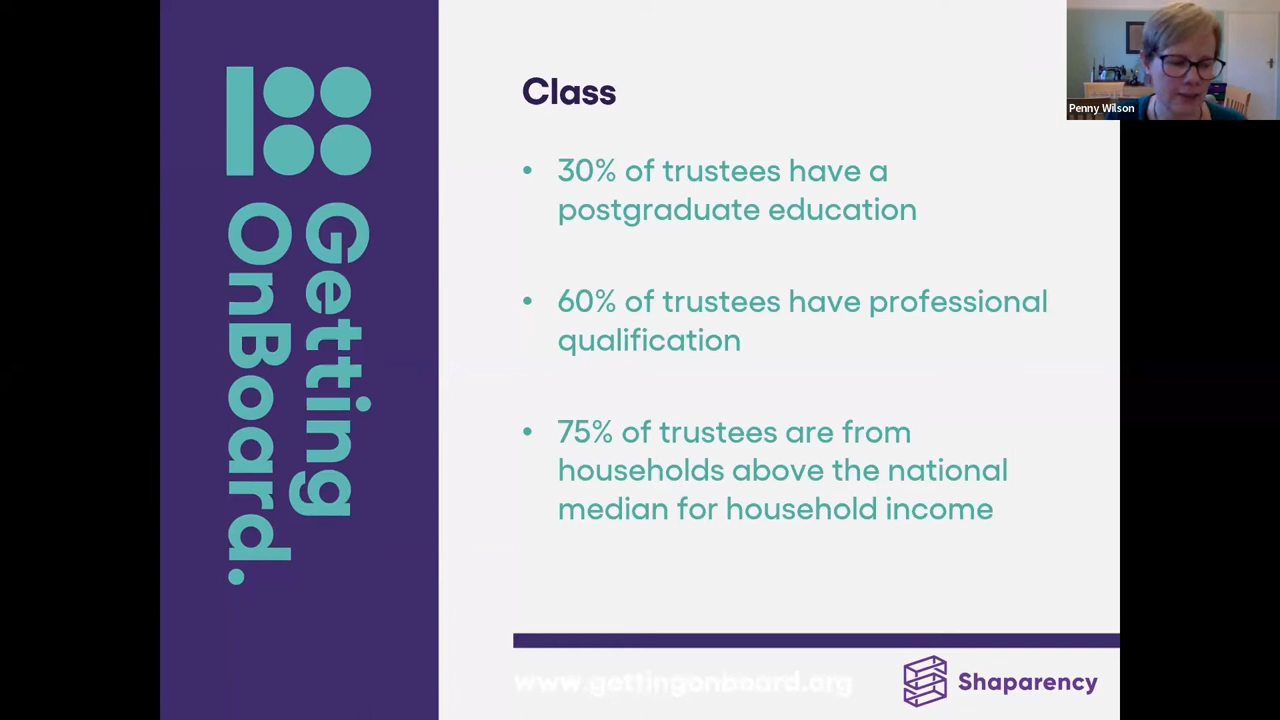 Getting
OnBoard.
Class
• 30% of trustees have a
postgraduate education
• 60% of trustees have professional
qualification
• 75% of trustees are from
households above the national
median for household income
www.gettingonboard.org
Shaparency
Penny Wilson